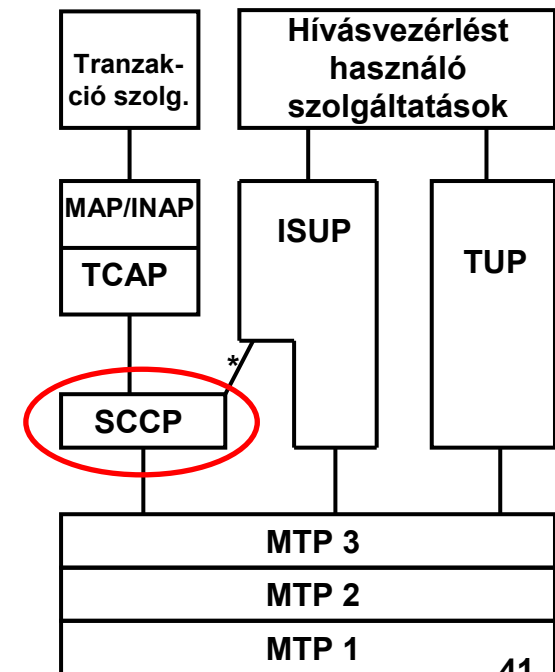 Tranzak-
ció szolg.
Hívásvezérlést
használó
szolgáltatások
MAP/INAP
TCAP
ISUP
TUP
*
SCCP
MTP 3
MTP 2
MTP 1
41